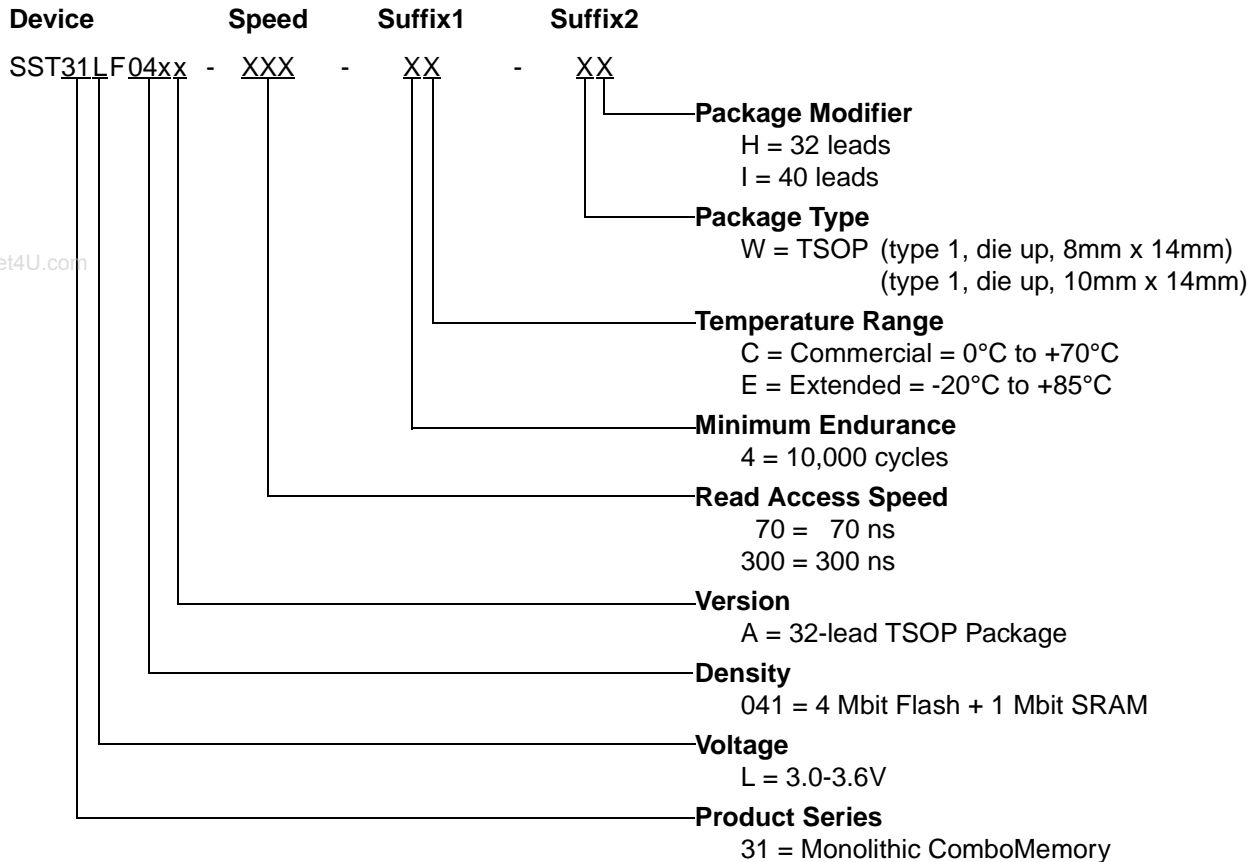 Device Speed Suffix1 Suffix2
SST31LF04xx - XXX - XX - XX
Package Modifier
H = 32 leads
I = 40 leads
Package Type
W = TSOP (type 1, die up, 8mm x 14mm)
(type 1, die up, 10mm x 14mm)
et4U.com
Temperature Range
C = Commercial = 0°C to +70°C
E = Extended = -20°C to +85°C
Minimum Endurance
4 = 10,000 cycles
Read Access Speed
70 = 70 ns
300 = 300 ns
Version
A = 32-lead TSOP Package
Density
041 = 4 Mbit Flash + 1 Mbit SRAM
Voltage
L = 3.0-3.6V
Product Series
31 = Monolithic ComboMemory